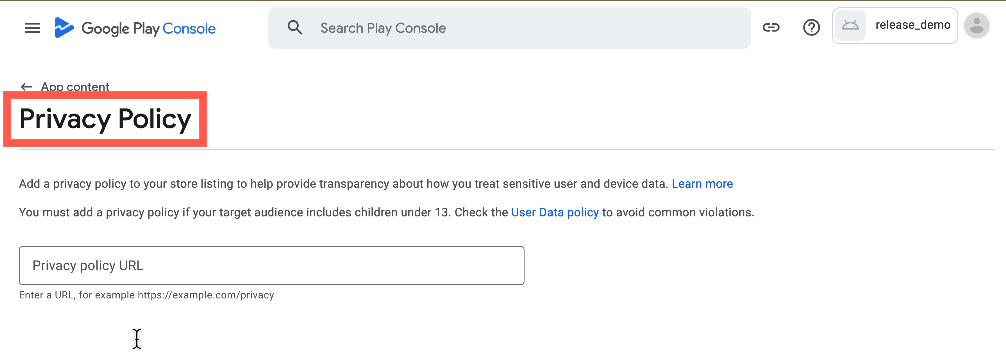 Google Play Console
Search Play Console
release_demo
← App content
Privacy Policy
Add a privacy policy to your store listing to help provide transparency about how you treat sensitive user and device data. Learn more
You must add a privacy policy if your target audience includes children under 13. Check the User Data policy to avoid common violations.
Privacy policy URL
Enter a URL, for example https://example.com/privacy